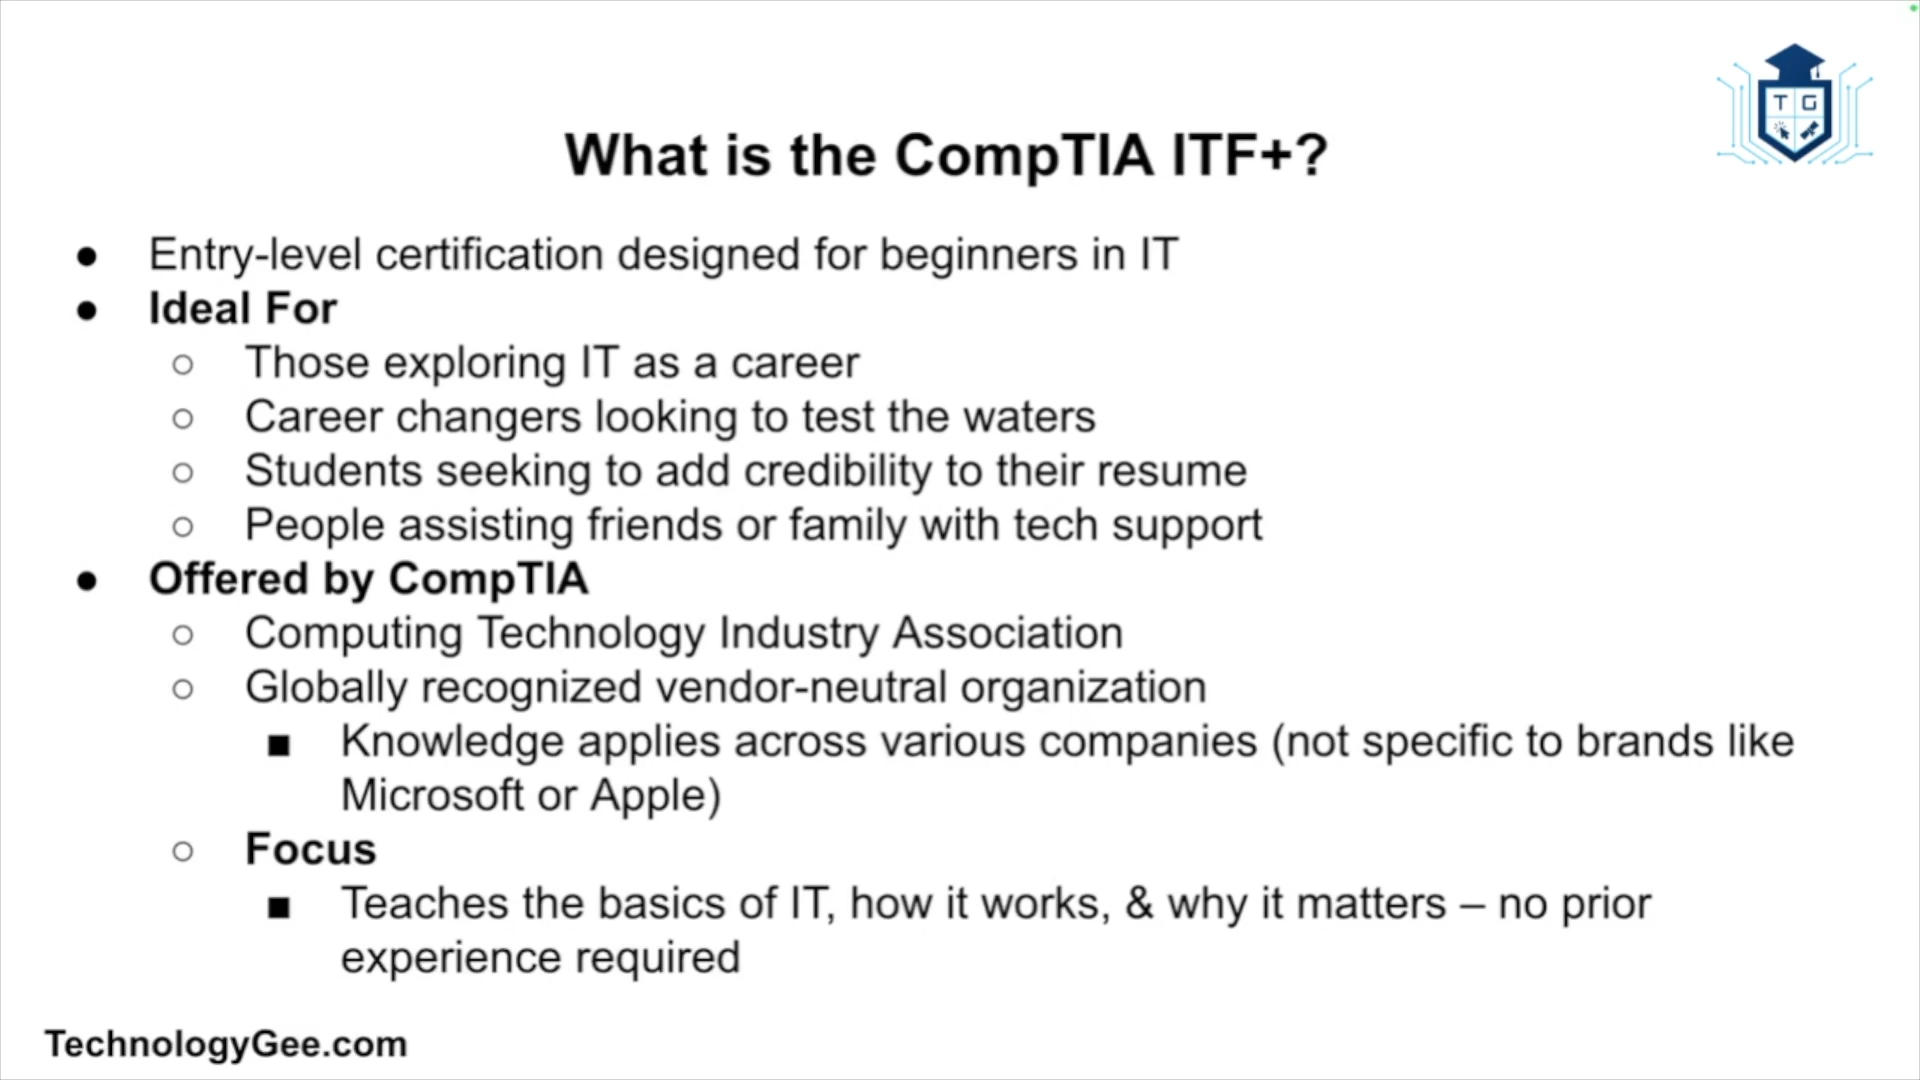 T G
What is the CompTIA ITF+?
● Entry-level certification designed for beginners in IT
● Ideal For
○ Those exploring IT as a career
○ Career changers looking to test the waters
○ Students seeking to add credibility to their resume
○ People assisting friends or family with tech support
● Offered by CompTIA
○ Computing Technology Industry Association
○ Globally recognized vendor-neutral organization
■ Knowledge applies across various companies (not specific to brands like
Microsoft or Apple)
○ Focus
■ Teaches the basics of IT, how it works, & why it matters – no prior
experience required
TechnologyGee.com